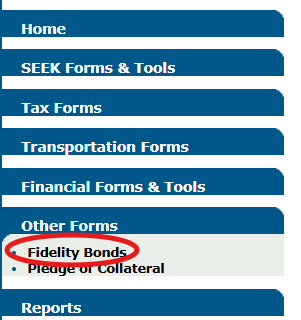 Home
SEEK Forms & Tools
Tax Forms
Transportation Forms
Financial Forms & Tools
Other Forms
Fidelity Bonds
Pledge of Collateral
Reports